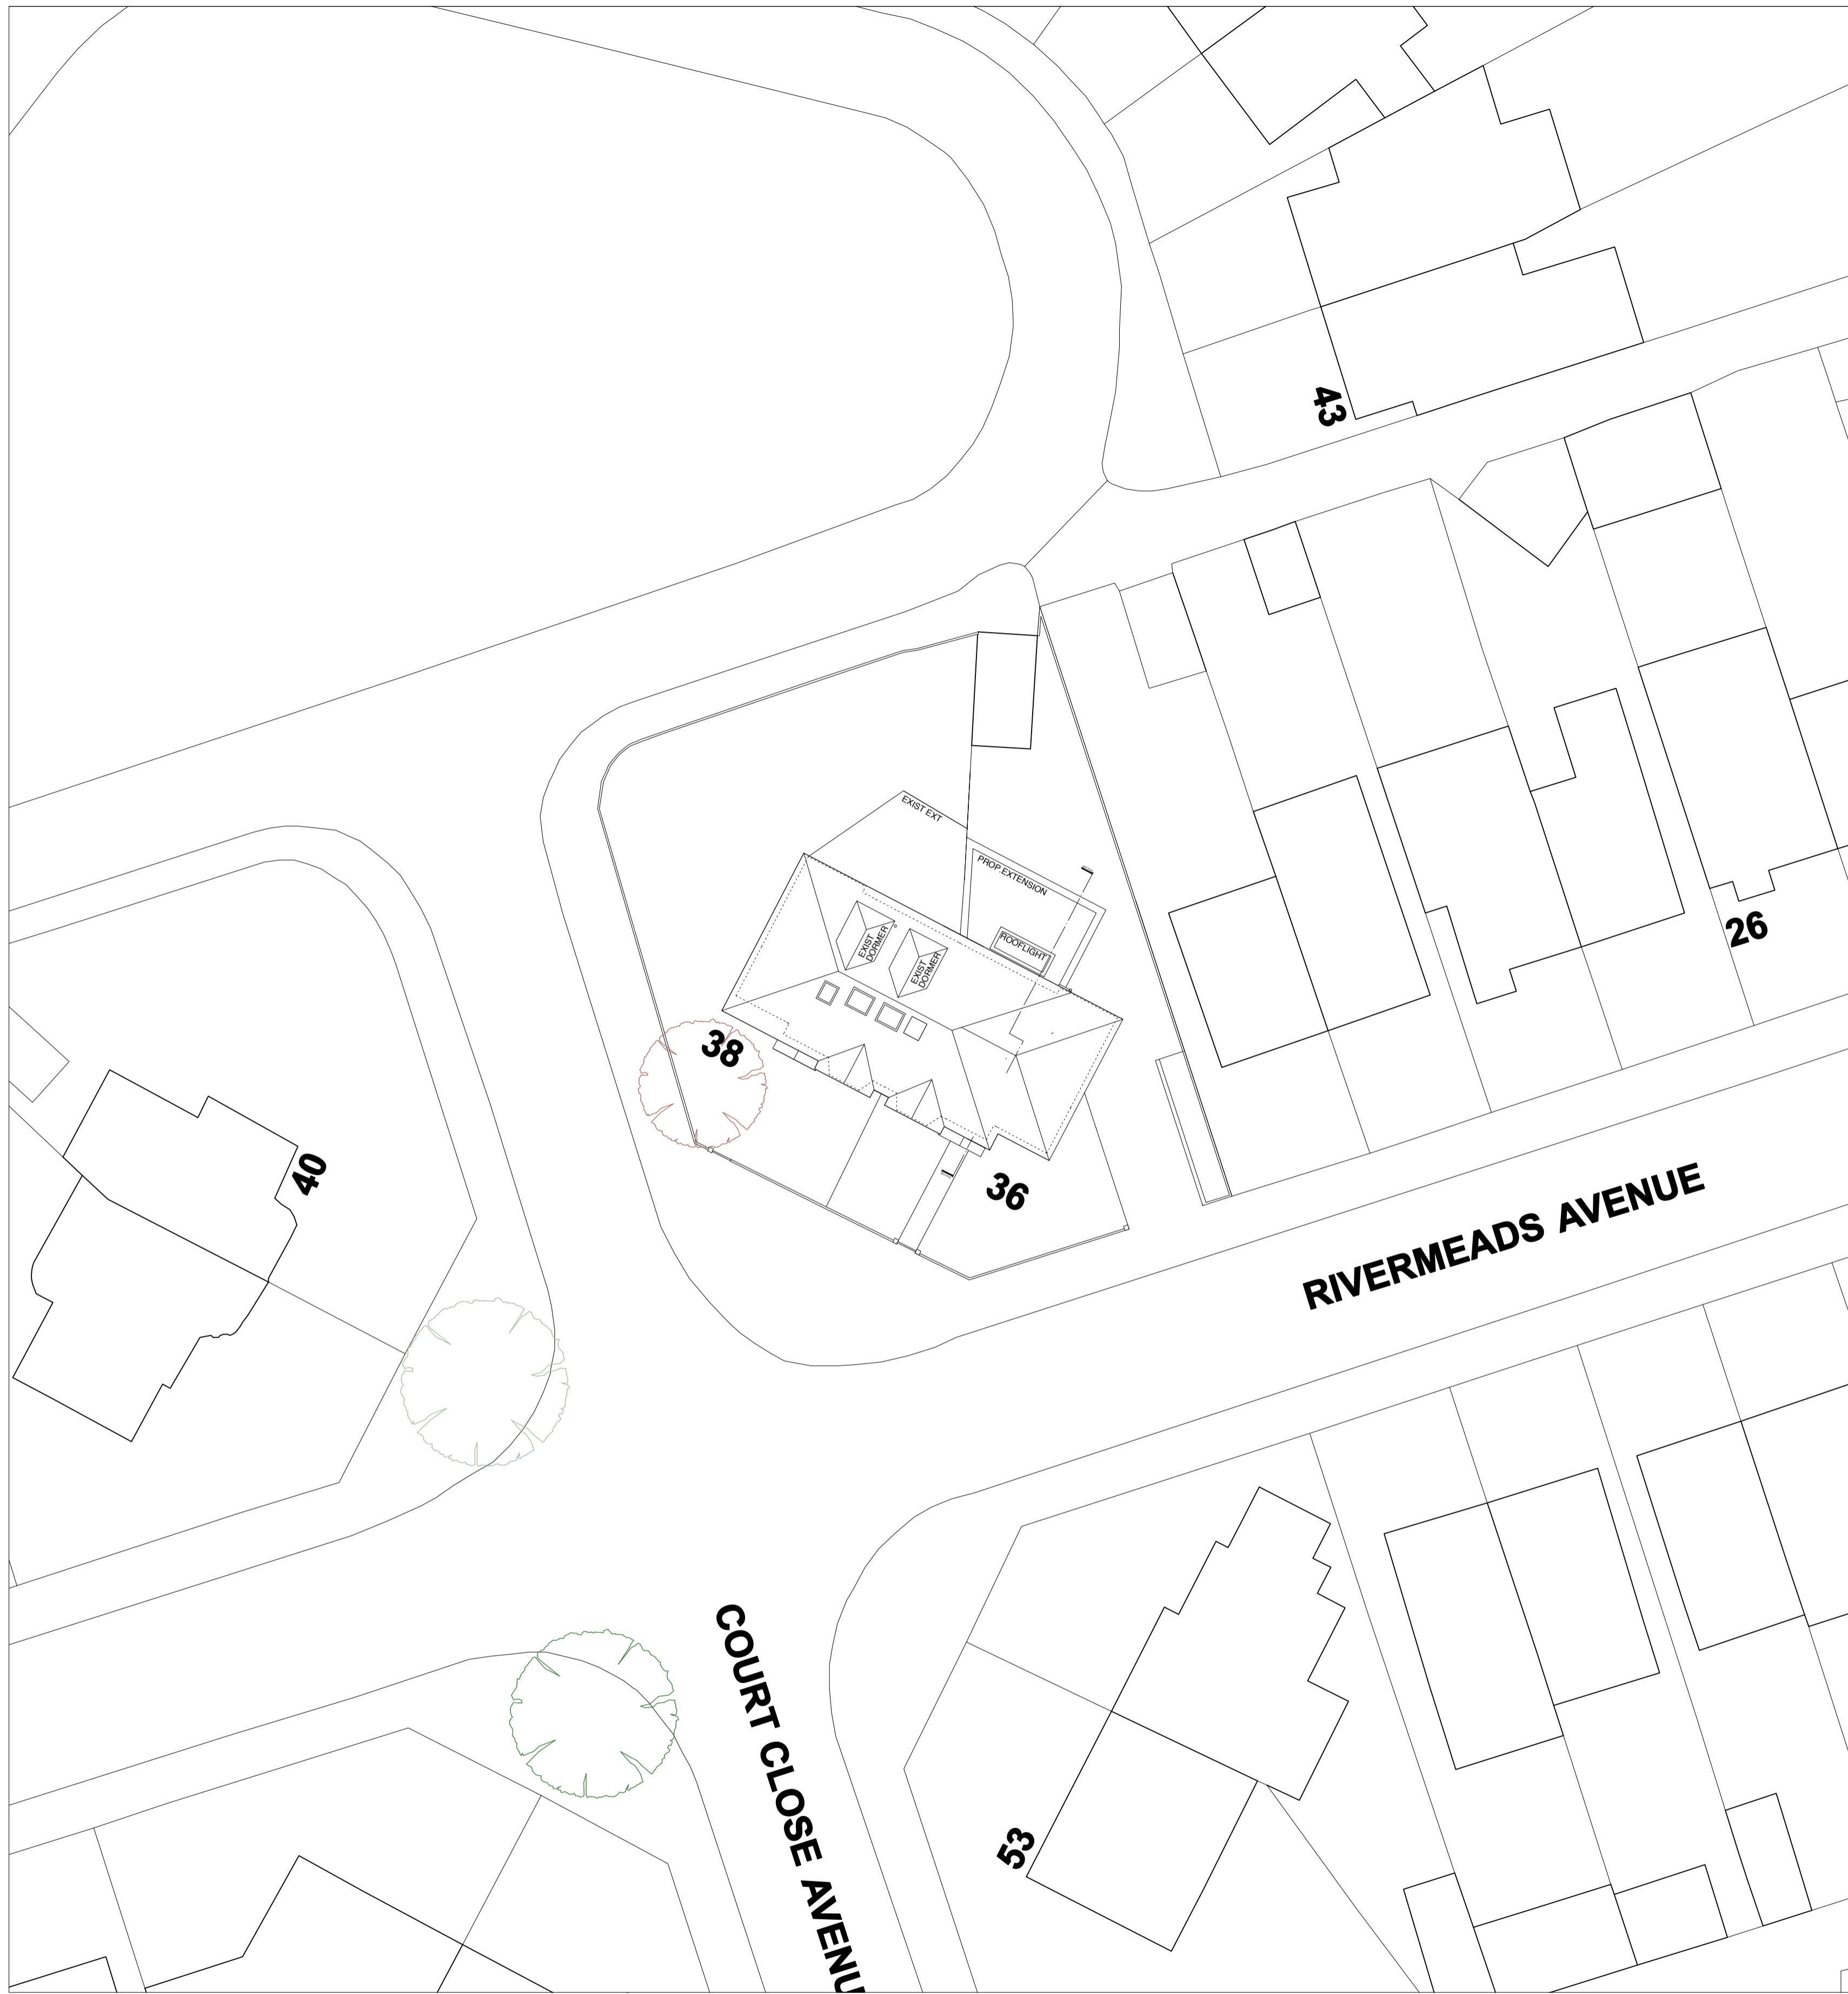 43
EXIST EXT
PROP.EXTENSION
EXIST
DORMER
EXIST
DORMER
ROOFLIGHT
26
38
40
36
RIVERMEADS AVENUE
COURT CLOSE AVENU
53